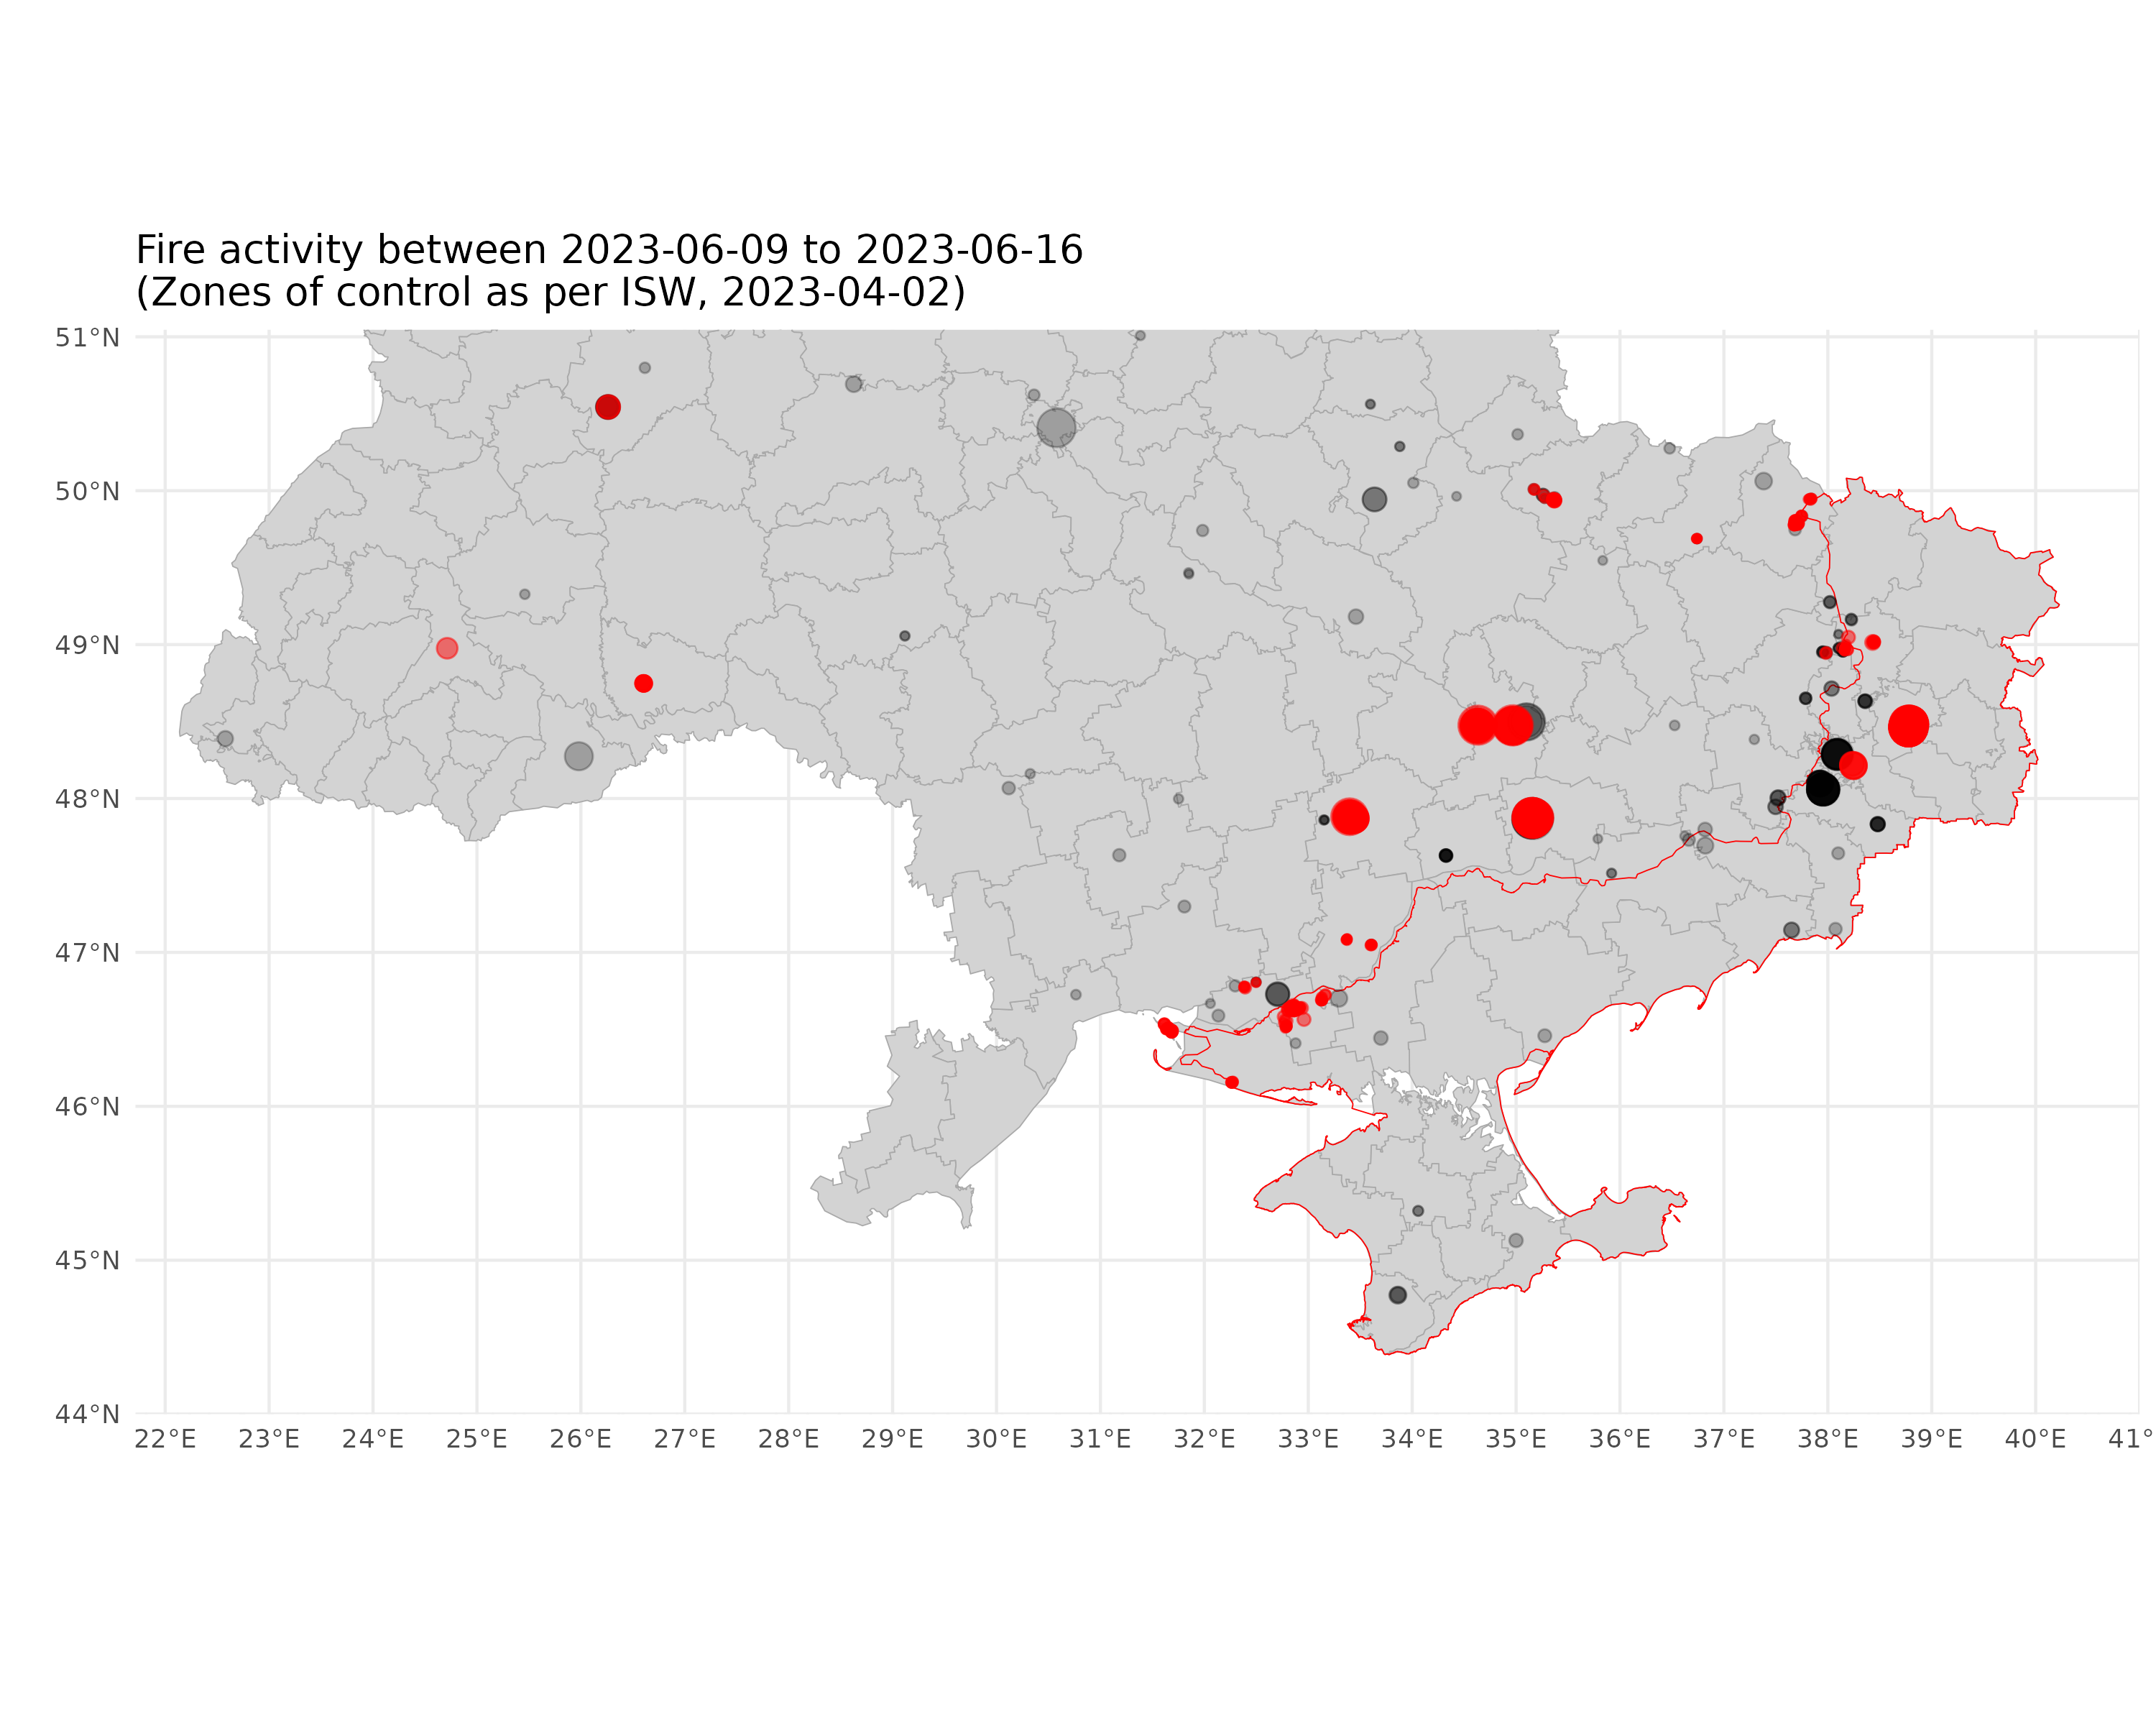 Fire activity between 2023-06-09 to 2023-06-16
(Zones of control as per ISW, 2023-04-02)
51°N
50°N
49°N
48°N
47°N
46°N
45°N
44°N
22°E 23°E 24°E 25°E 26°E 27°E 28°E 29°E 30°E 31°E 32°E 33°E 34°E 35°E 36°E 37°E 38°E 39°E 40°E 41°